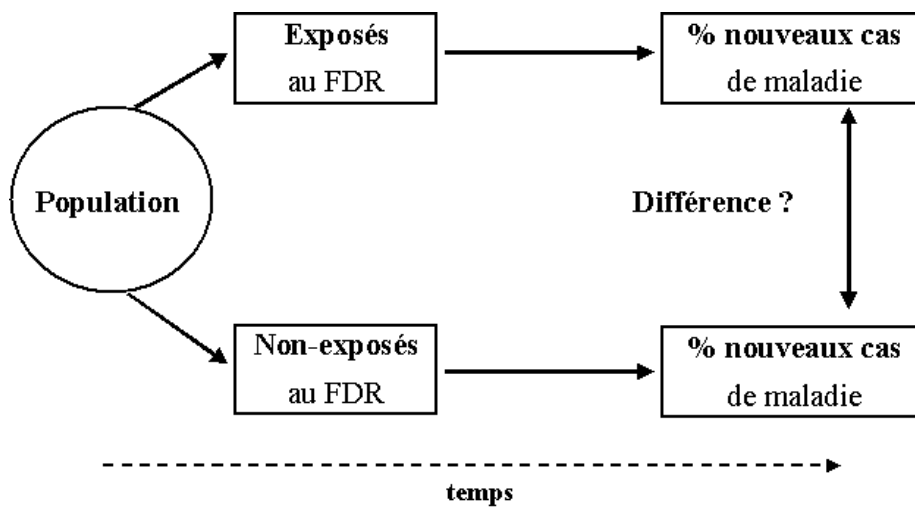 Exposés
au FDR
% nouveaux cas
de maladie
Population
Différence ?
Non-exposés
au FDR
% nouveaux cas
de maladie
temps